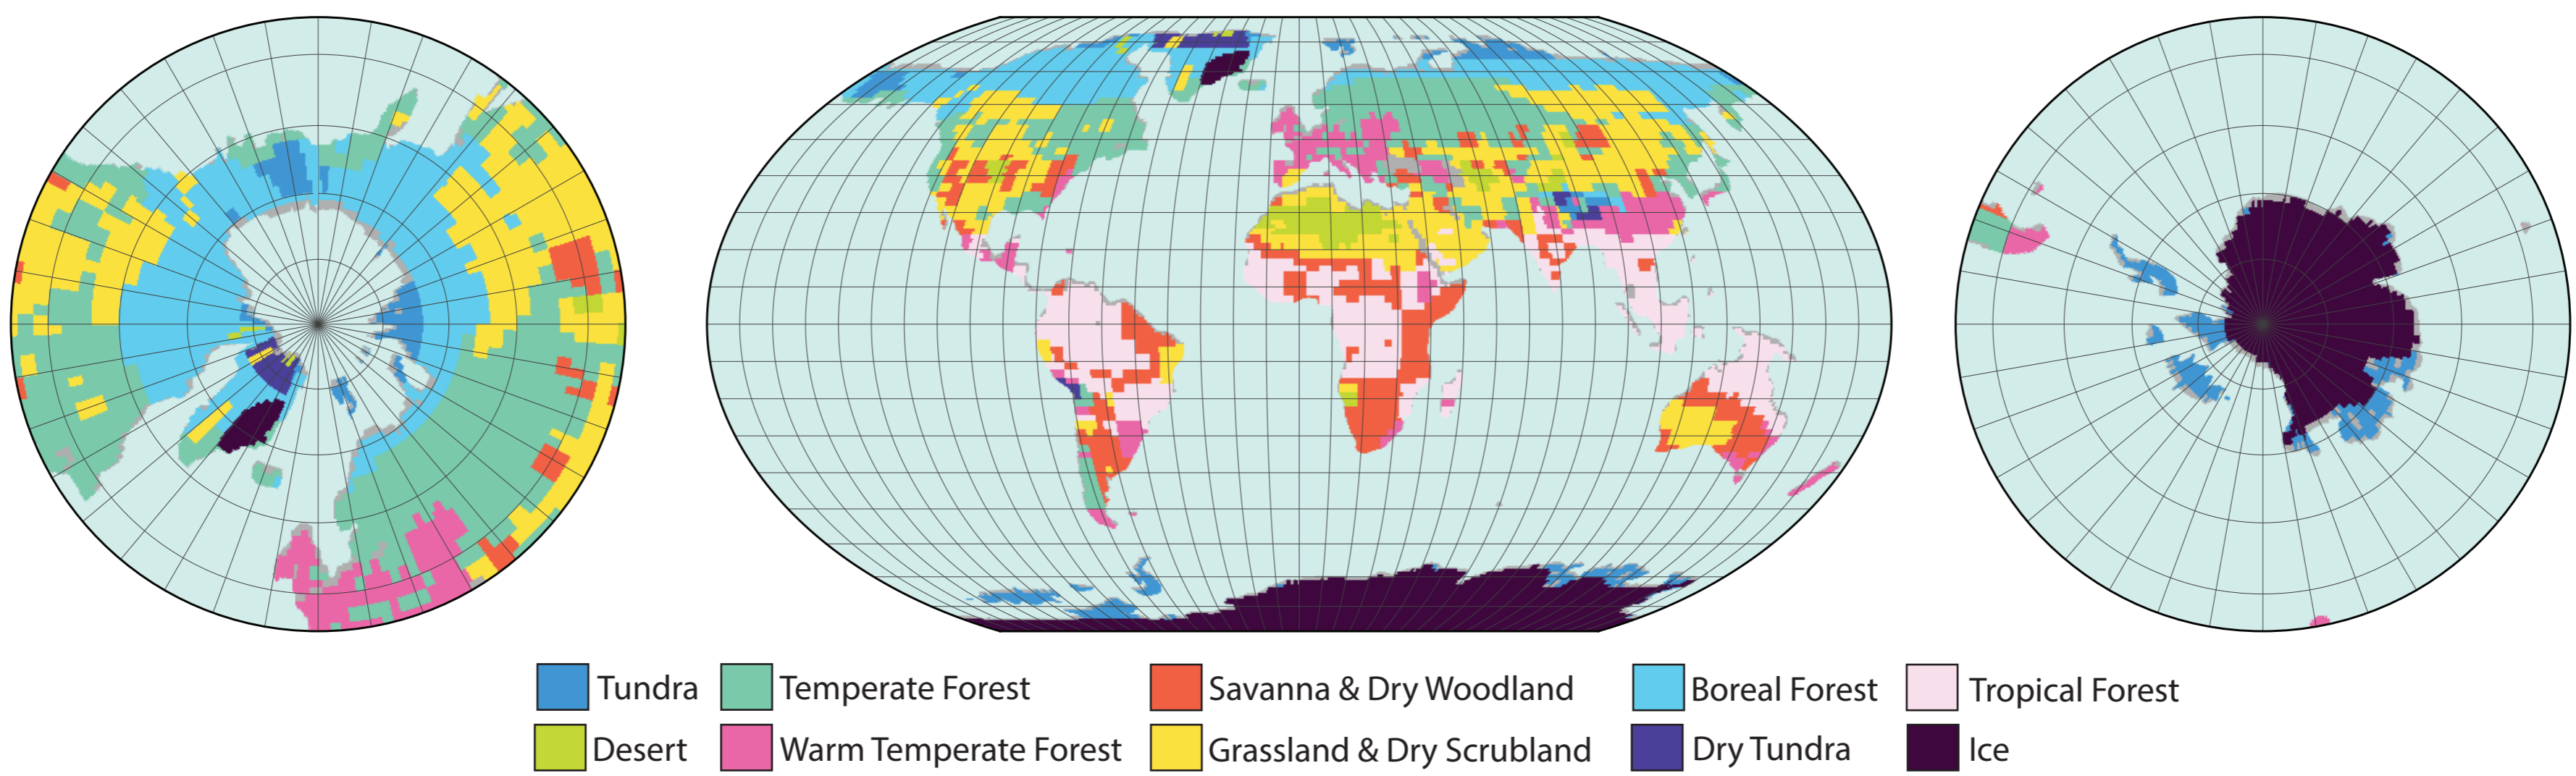 Tundra
Temperate Forest
Savanna & Dry Woodland
Boreal Forest
Tropical Forest
Desert
Warm Temperate Forest
Grassland & Dry Scrubland
Dry Tundra
Ice